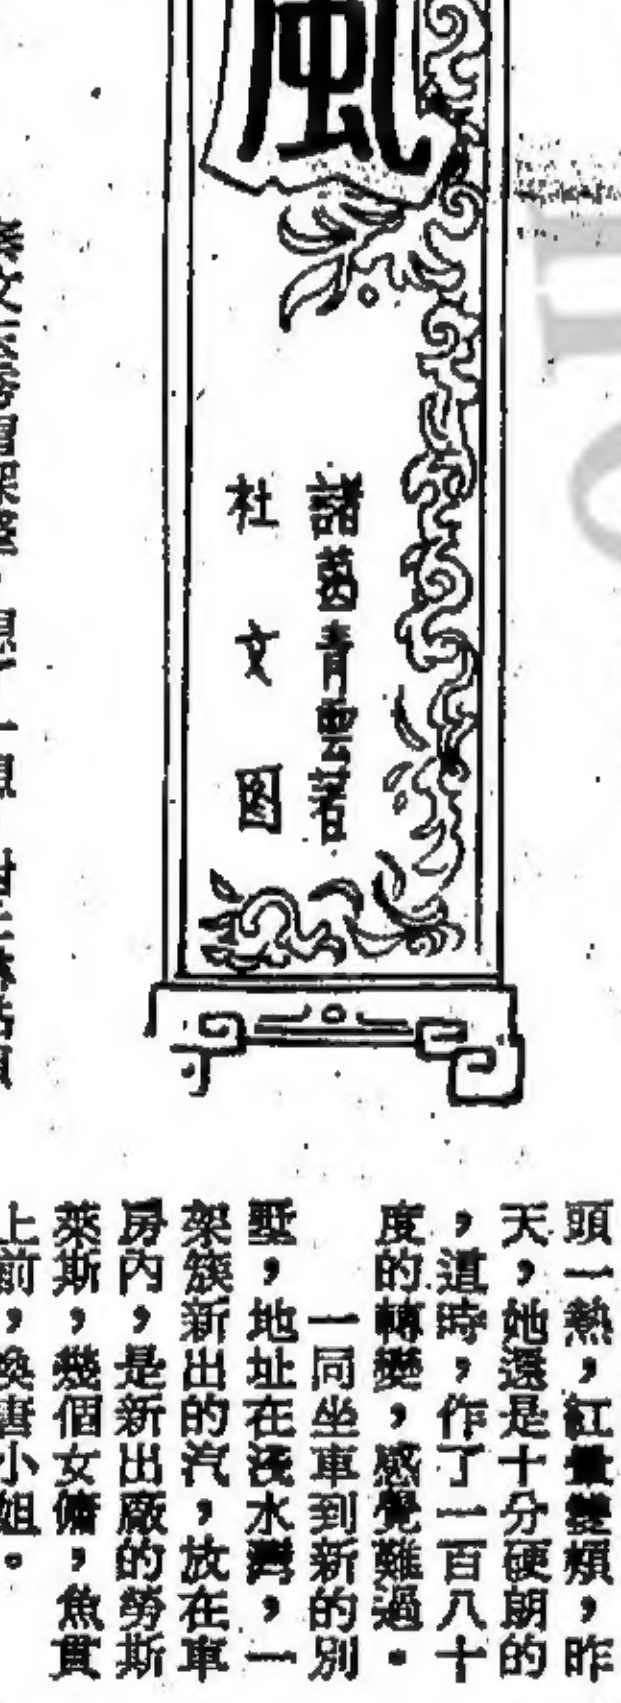 風
諸葛青雲著
杜文图
頭一熱，紅暈雙頰，昨
天，她還是十分硬朗的
，這時，作了一百八十
度的轉變，感覺難過。
一同坐車到新的別
墅，地址在淺水灣，一
架簇新出的汽，放在車
房內，是新出廠的勞斯
萊斯，幾個女傭，魚貫
上前，喚唐小姐。